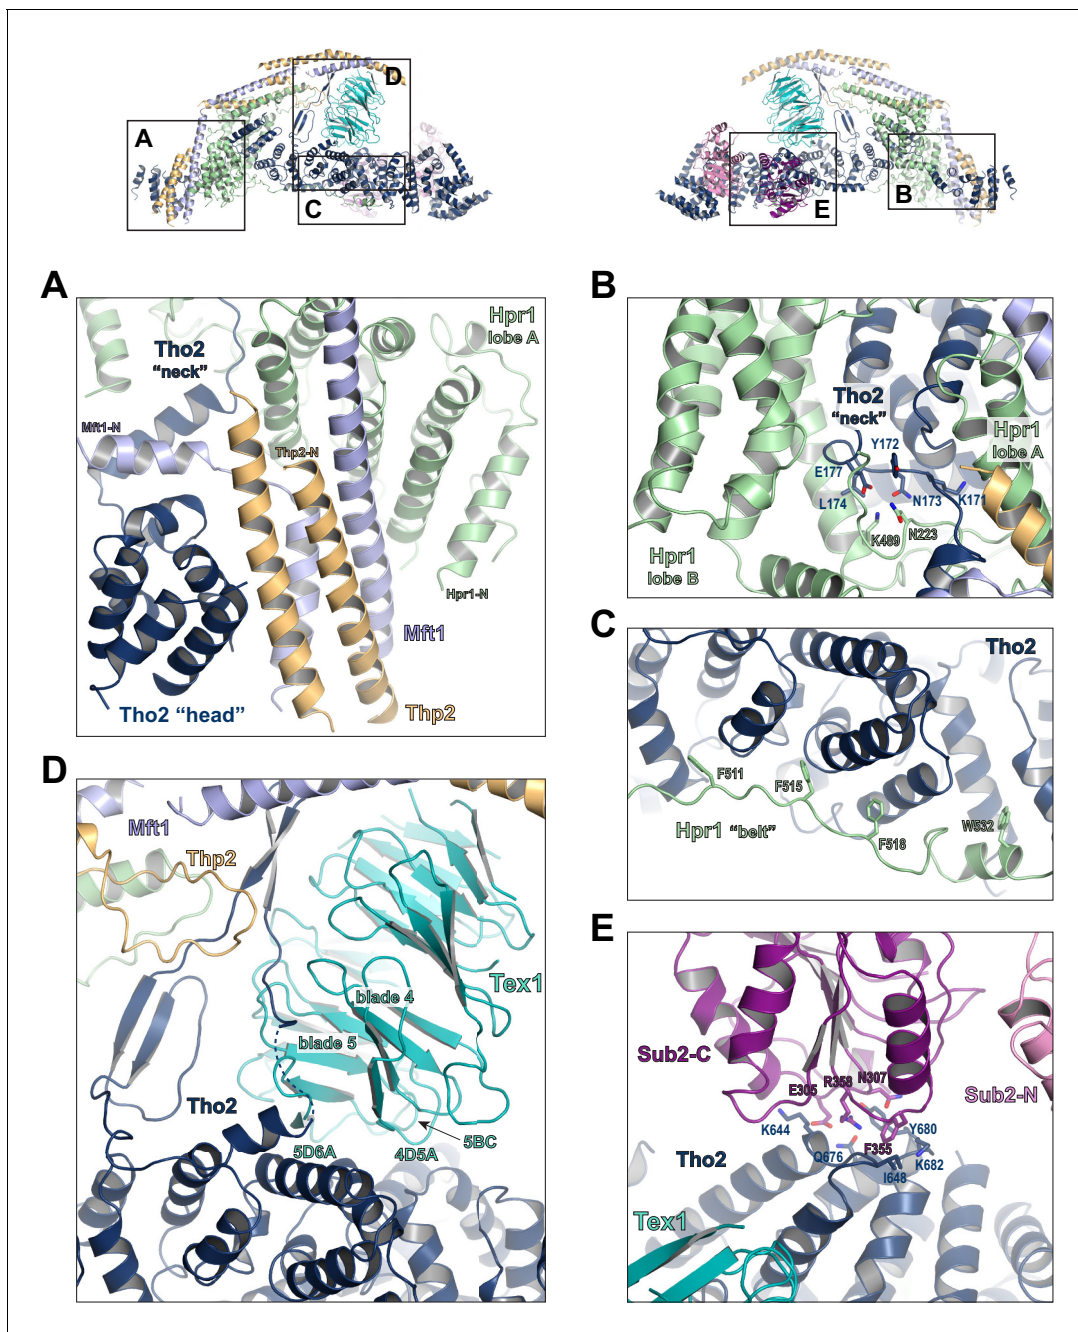 A
D
C
E
B
A
Tho2
"neck"
Mft1-N
Thp2-N
Hpr1
lobe A
Hpr1-N
Mft1
Thp2
Tho2 "head"
B
Tho2
"neck"
Y172
E177
L174
N173
K171
K489
N223
Hpr1
lobe A
Hpr1
lobe B
C
Tho2
F511
F515
Hpr1 "belt"
F518
W532
D
Mft1
Thp2
Tex1
blade 4
blade 5
Tho2
5D6A
4D5A
5BC
E
Sub2-C
E305
R358
N307
Sub2-N
K644
Y680
Q676
F355
K682
I648
Tho2
Tex1